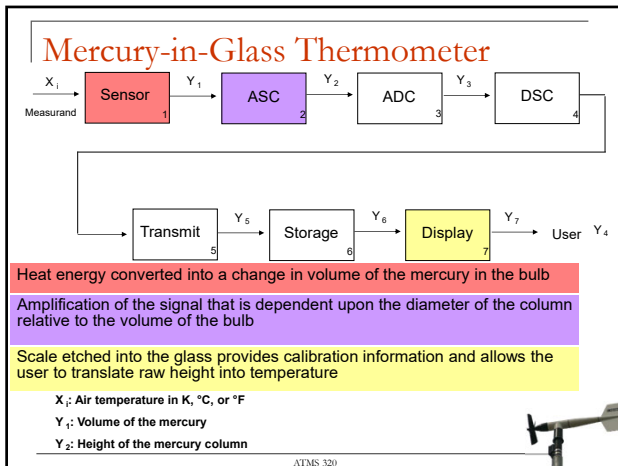 Mercury-in-Glass Thermometer
X i
Measurand
Sensor
1
Y 1
ASC
2
Y 2
ADC
3
Y 3
DSC
4
Transmit
5
Y 5
Storage
6
Y 6
Display
7
Y 7
User Y 4
Heat energy converted into a change in volume of the mercury in the bulb
Amplification of the signal that is dependent upon the diameter of the column
relative to the volume of the bulb
Scale etched into the glass provides calibration information and allows the
user to translate raw height into temperature
X i: Air temperature in K, °C, or °F
Y 1: Volume of the mercury
Y 2: Height of the mercury column
ATMS 320